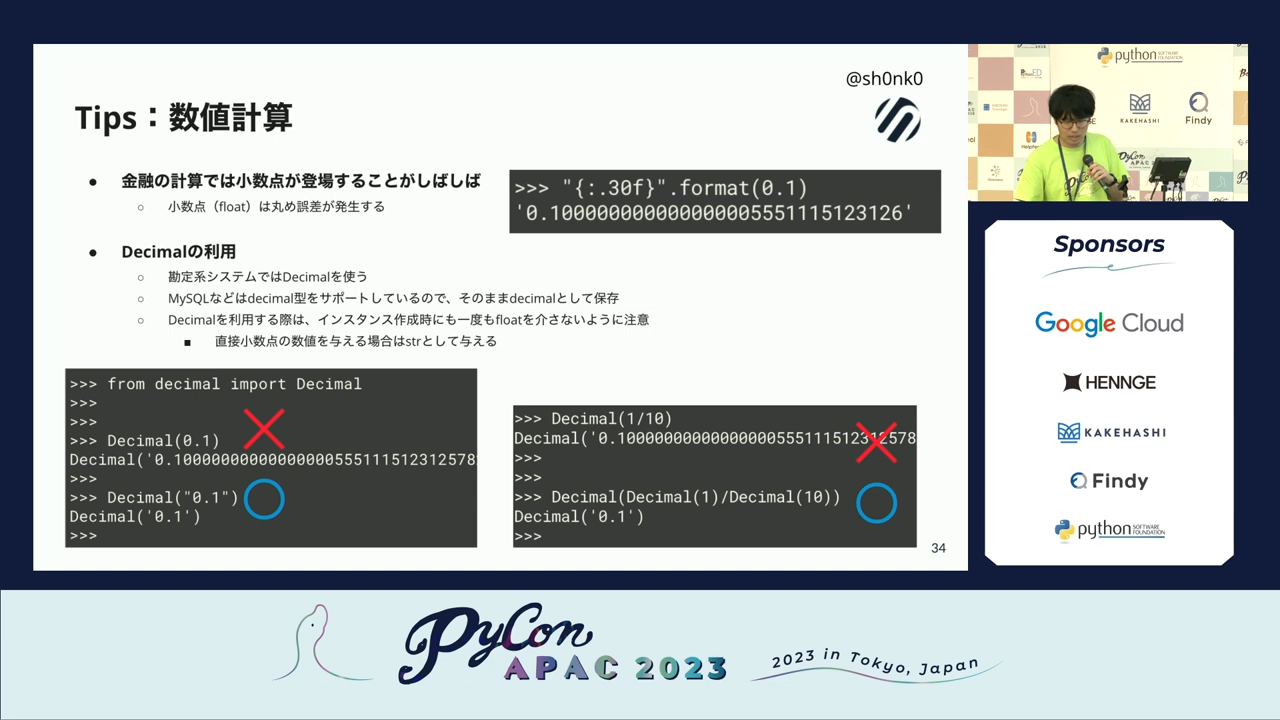 @sh0nk0
Tips：数値計算
● 金融の計算では小数点が登場することがしばしば
○ 小数点（float）は丸め誤差が発生する
>>> "{:.30f}".format(0.1)
'0.100000000000000005551115123126'
● Decimalの利用
○ 勘定系システムではDecimalを使う
○ MySQLなどはdecimal型をサポートしているので、そのままdecimalとして保存
○ Decimalを利用する際は、インスタンス作成時にも一度もfloatを介さないように注意
■ 直接小数点の数値を与える場合はstrとして与える
>>> from decimal import Decimal
>>>
>>>
>>> Decimal(0.1)
Decimal('0.10000000000000000555111512312578
>>>
>>> Decimal("0.1")
Decimal('0.1')
>>>
>>> Decimal(1/10)
Decimal('0.10000000000000000555111512312578
>>>
>>>
>>> Decimal(Decimal(1)/Decimal(10))
Decimal('0.1')
>>>
34
python
SOFTWARE FOUNDATION
KAKEHASHI
Findy
PyCon
APAC
Sponsors
Google Cloud
HENNGE
KAKEHASHI
Findy
python
SOFTWARE FOUNDATION
PyCon
APAC 2023
2023 in Tokyo, Japan